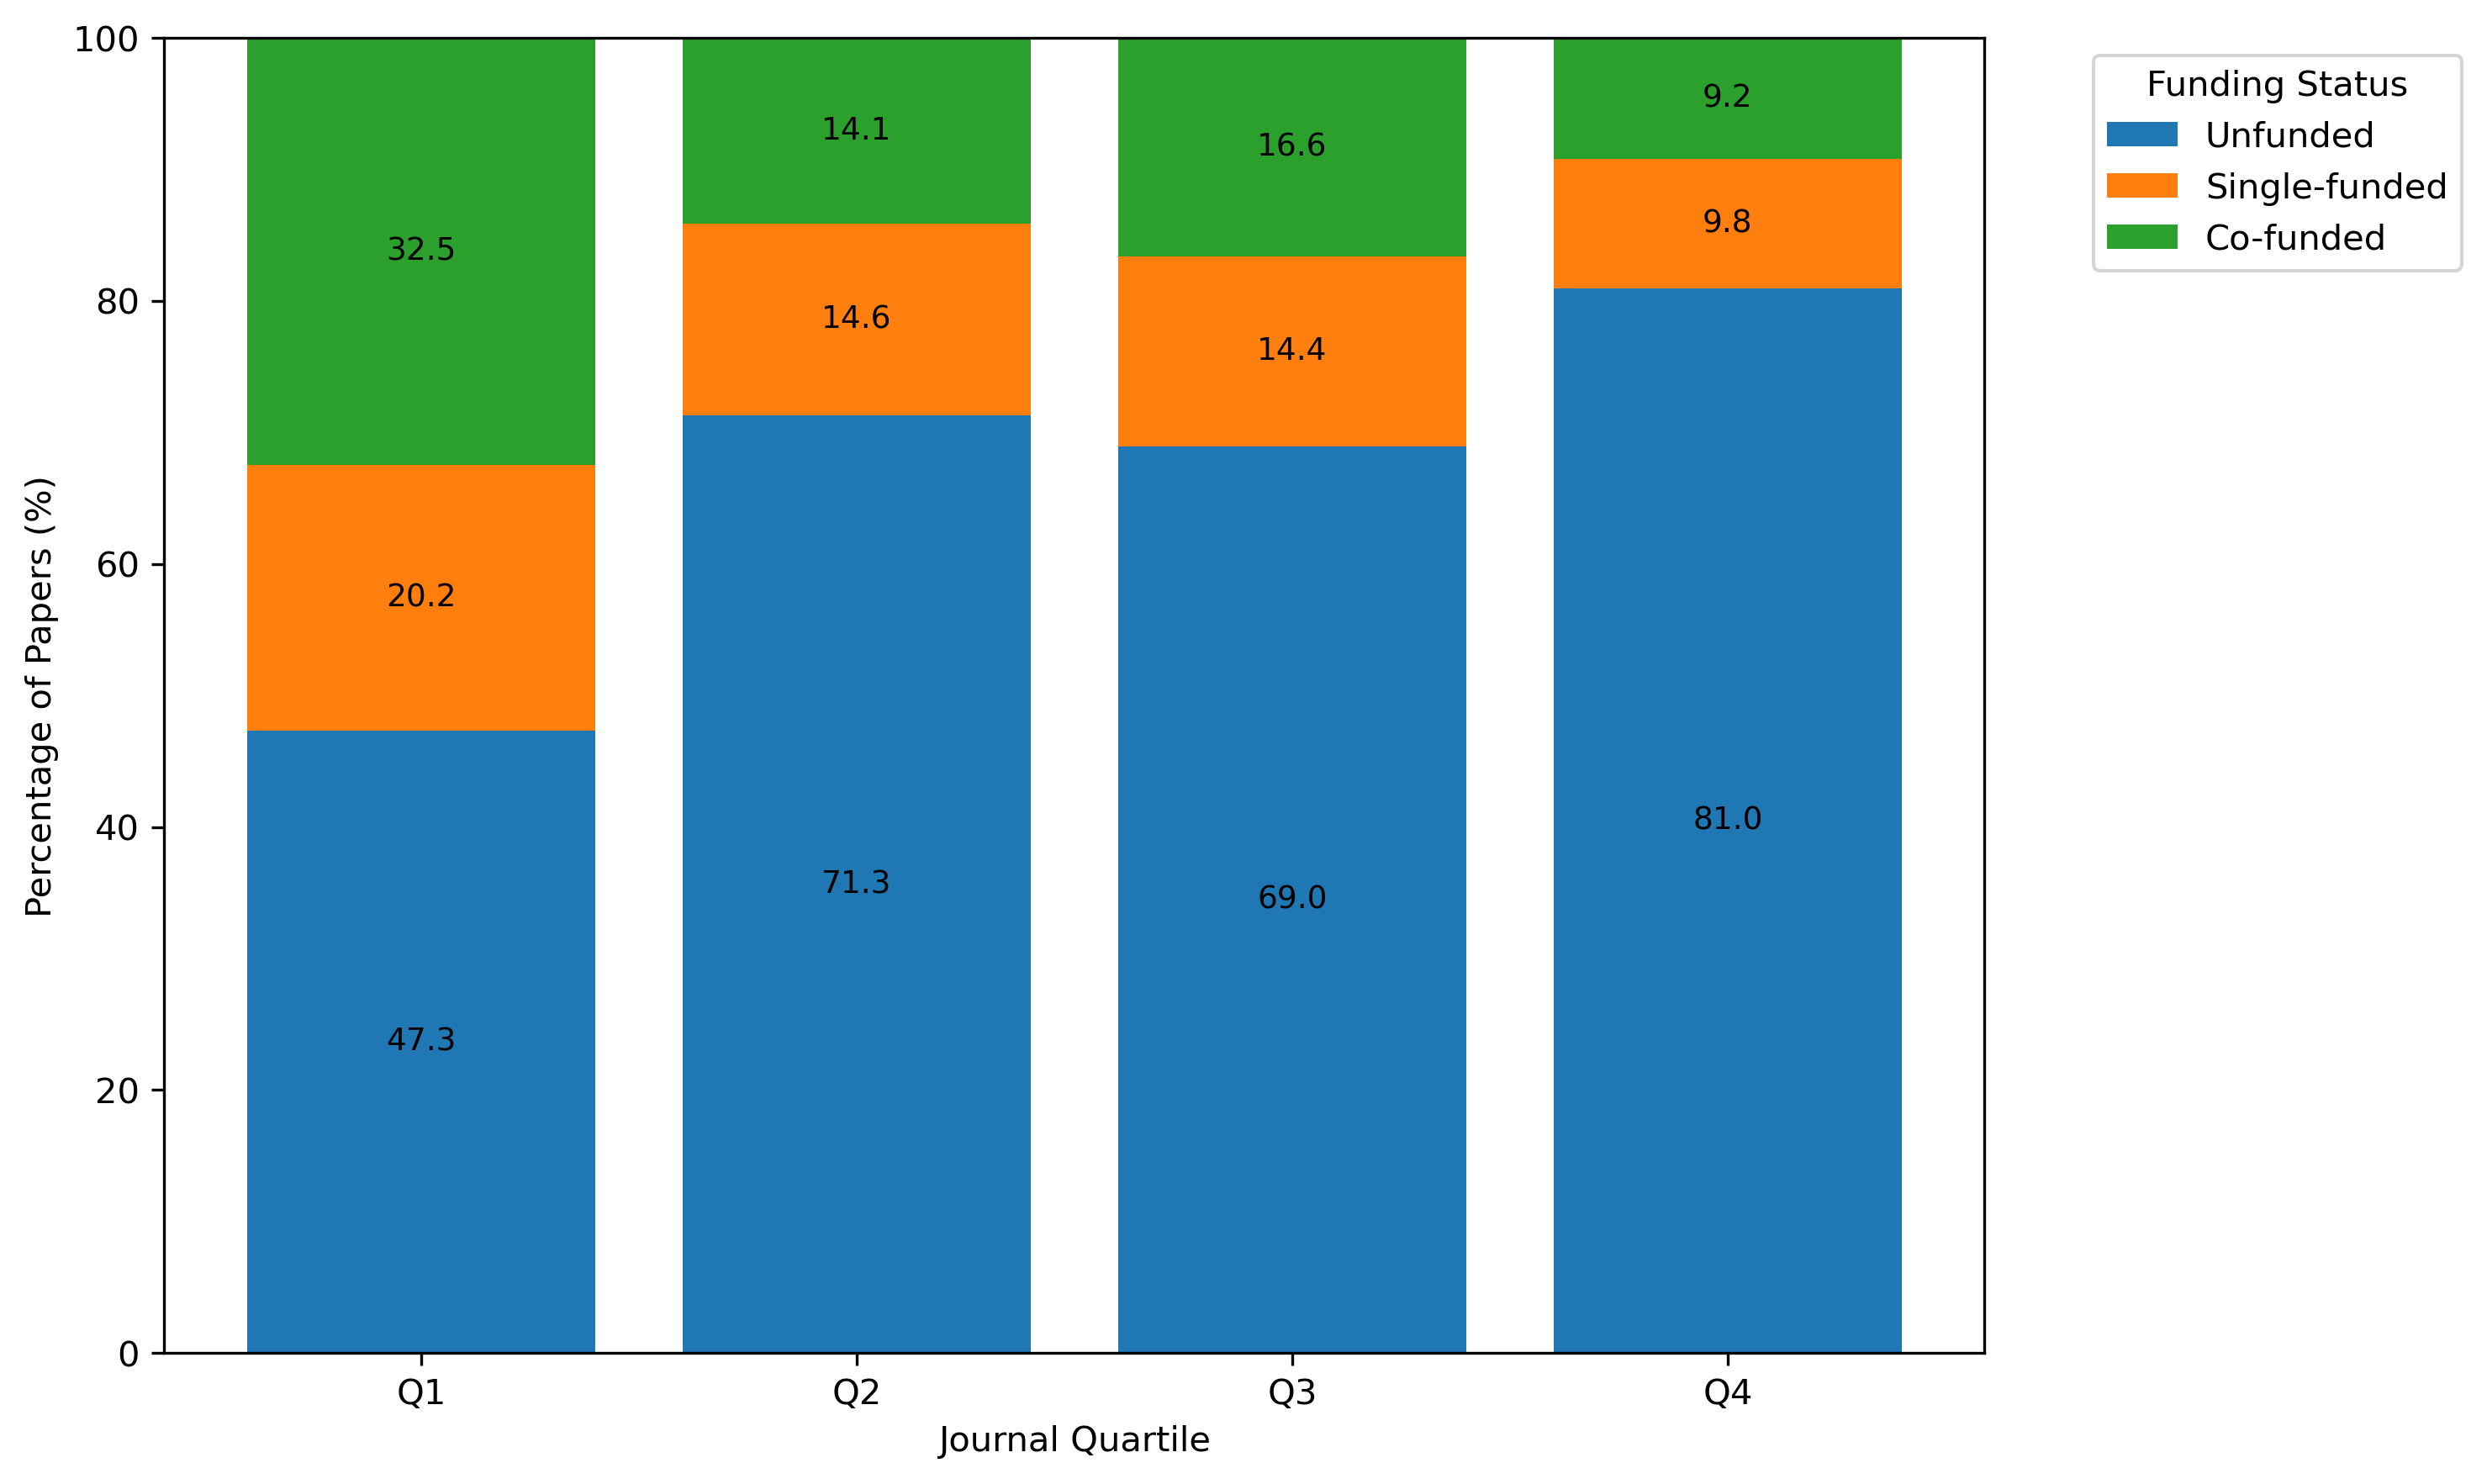 100
80
60
40
20
0
Percentage of Papers (%)
32.5
20.2
47.3
14.1
14.6
71.3
16.6
14.4
69.0
9.2
9.8
81.0
Q1 Q2 Q3 Q4
Journal Quartile
Funding Status
Unfunded
Single-funded
Co-funded